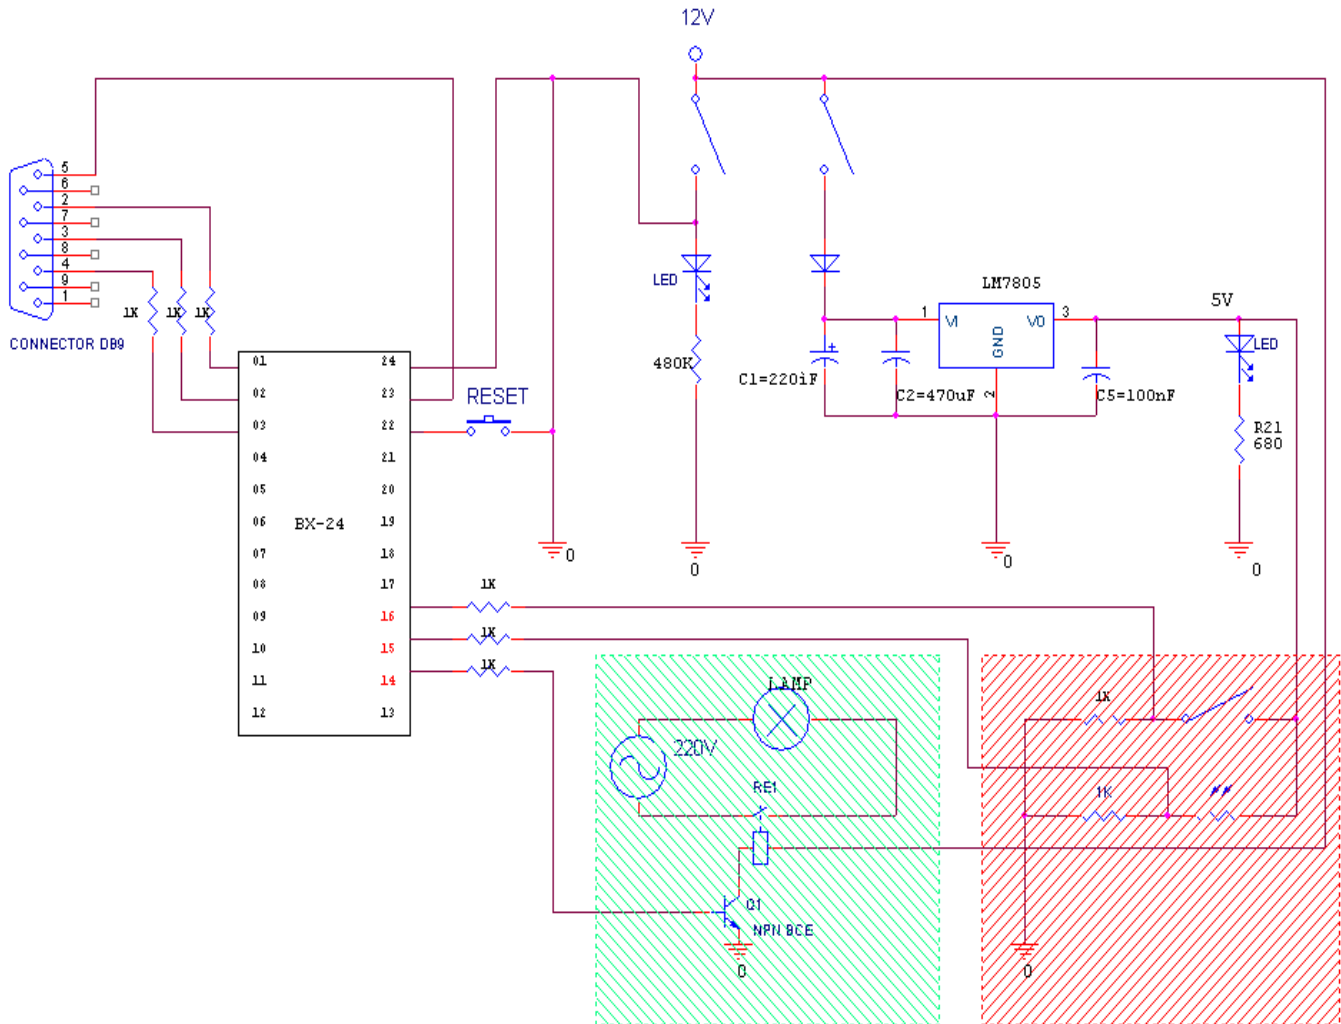 12V
5
6
2
7
3
8
4
9
1
CONNECTOR DB9
1K
1K
1K
LED
480K
LM7805
1
VI
VO
3
GND
2
5V
LED
C1=220iF
C2=470uF
C5=100nF
R21
680
RESET
01
24
02
23
03
22
04
21
05
20
06
BX-24
19
07
18
08
17
09
16
10
15
11
14
12
13
0
0
0
0
1K
1K
1K
LAMP
220V
RE1
Q1
NPN BCE
0
1K
1K
0